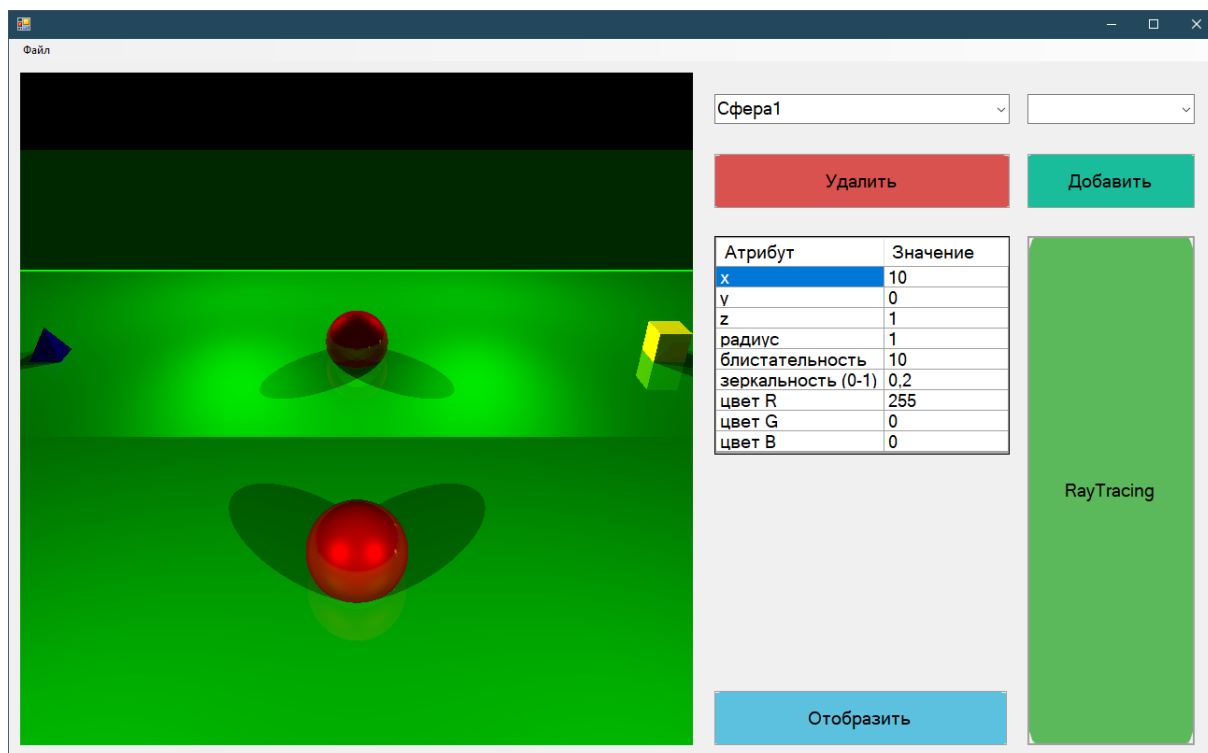 Файл
Сфера1
Удалить
Добавить
Атрибут Значение
x 10
y 0
z 1
радиус 1
блистательность 10
зеркальность (0-1) 0,2
цвет R 255
цвет G 0
цвет B 0
RayTracing
Отобразить